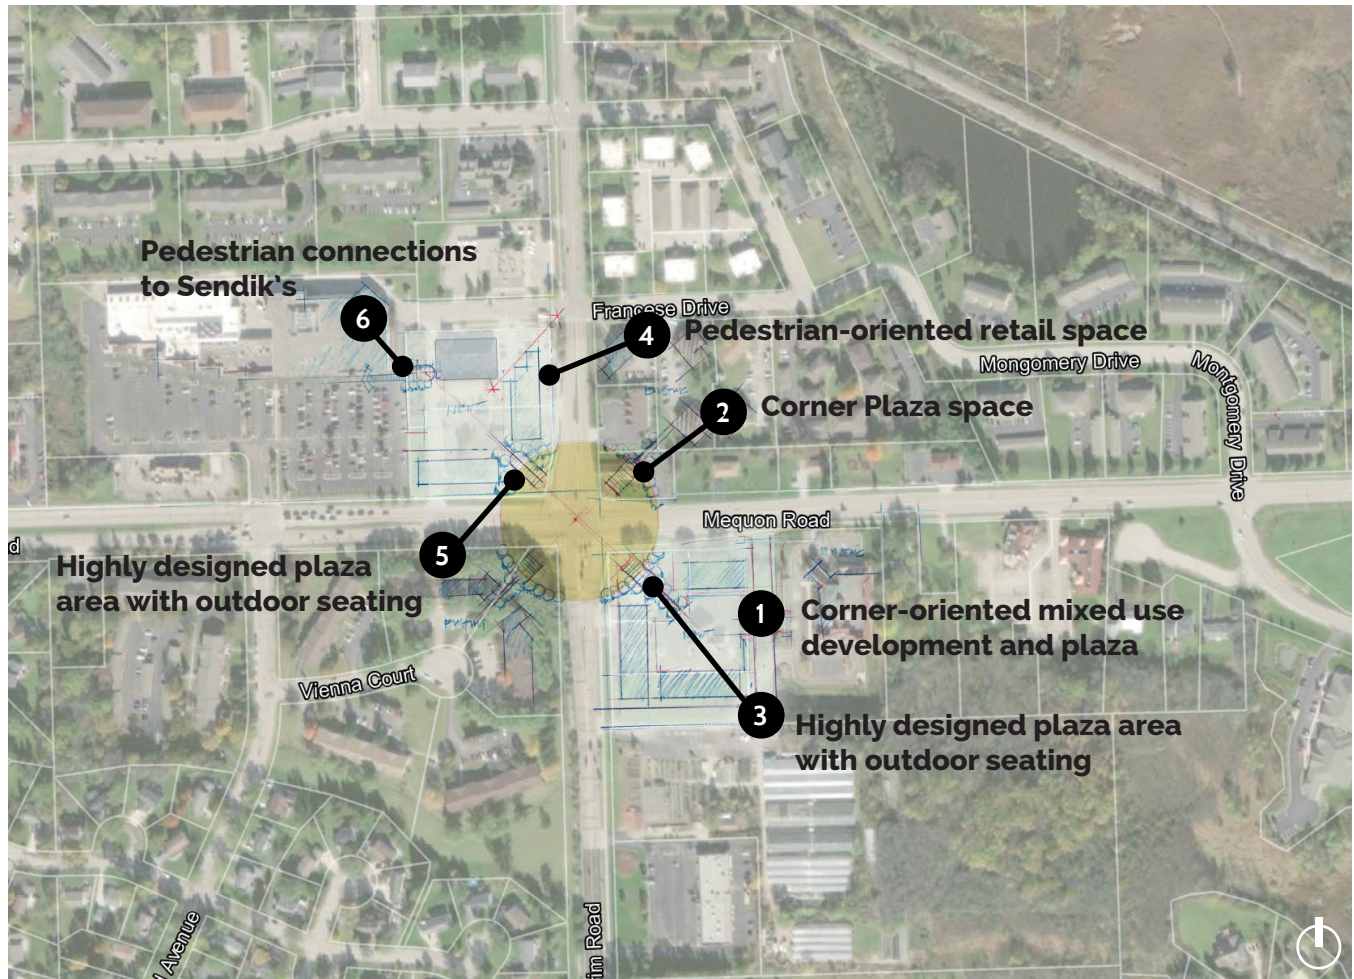 Pedestrian connections
to Sendik's
6
Francese Drive
4
Pedestrian-oriented retail space
Mongomery Drive
Montgomery Drive
2
Corner Plaza space
Mequon Road
5
Highly designed plaza
area with outdoor seating
1
Corner-oriented mixed use
development and plaza
Vienna Court
3
Highly designed plaza area
with outdoor seating
Avenue
Road